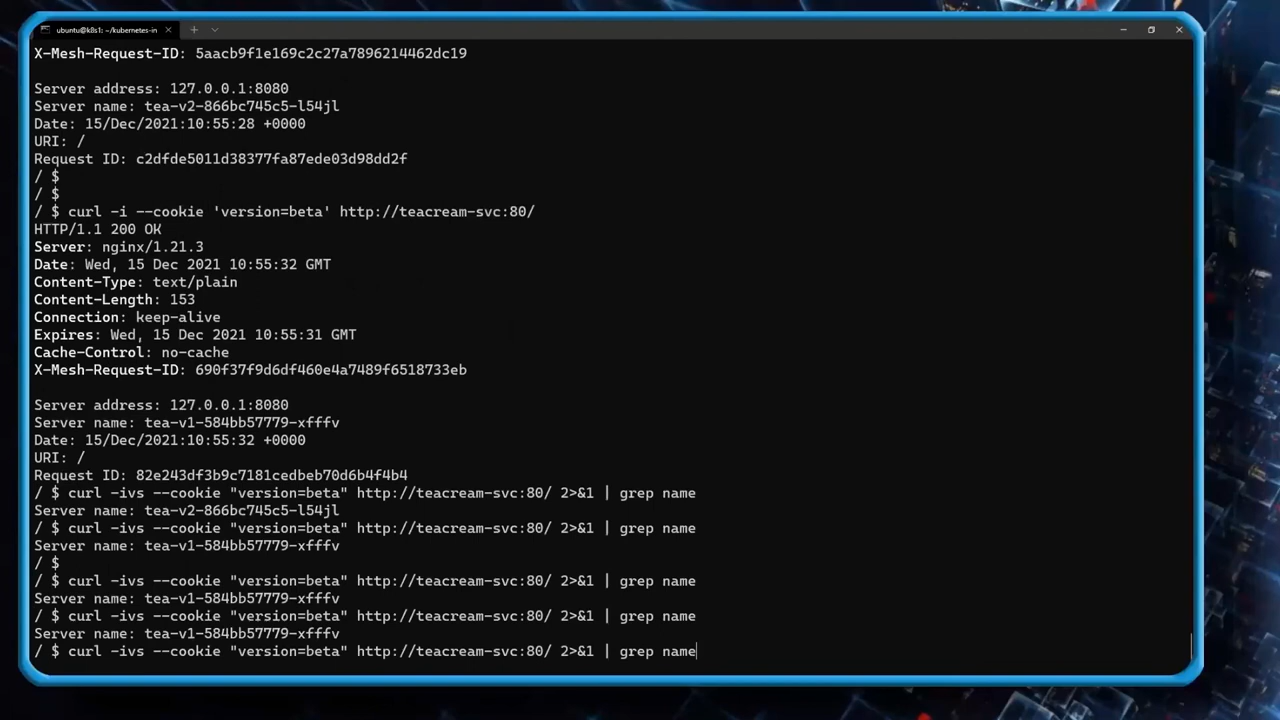 ubuntu@k8s1: ~/kubernetes-in
X-Mesh-Request-ID: 5aacb9f1e169c2c27a7896214462dc19
Server address: 127.0.0.1:8080
Server name: tea-v2-866bc745c5-l54jl
Date: 15/Dec/2021:10:55:28 +0000
URI: /
Request ID: c2dfde5011d38377fa87ede03d98dd2f
/ $
/ $
/ $ curl -i --cookie 'version=beta' http://teacream-svc:80/
HTTP/1.1 200 OK
Server: nginx/1.21.3
Date: Wed, 15 Dec 2021 10:55:32 GMT
Content-Type: text/plain
Content-Length: 153
Connection: keep-alive
Expires: Wed, 15 Dec 2021 10:55:31 GMT
Cache-Control: no-cache
X-Mesh-Request-ID: 690f37f9d6df460e4a7489f6518733eb
Server address: 127.0.0.1:8080
Server name: tea-v1-584bb57779-xfffv
Date: 15/Dec/2021:10:55:32 +0000
URI: /
Request ID: 82e243df3b9c7181cedbeb70d6b4f4b4
/ $ curl -ivs --cookie "version=beta" http://teacream-svc:80/ 2>&1 | grep name
Server name: tea-v2-866bc745c5-l54jl
/ $ curl -ivs --cookie "version=beta" http://teacream-svc:80/ 2>&1 | grep name
Server name: tea-v1-584bb57779-xfffv
/ $
/ $ curl -ivs --cookie "version=beta" http://teacream-svc:80/ 2>&1 | grep name
Server name: tea-v1-584bb57779-xfffv
/ $ curl -ivs --cookie "version=beta" http://teacream-svc:80/ 2>&1 | grep name
Server name: tea-v1-584bb57779-xfffv
/ $ curl -ivs --cookie "version=beta" http://teacream-svc:80/ 2>&1 | grep name